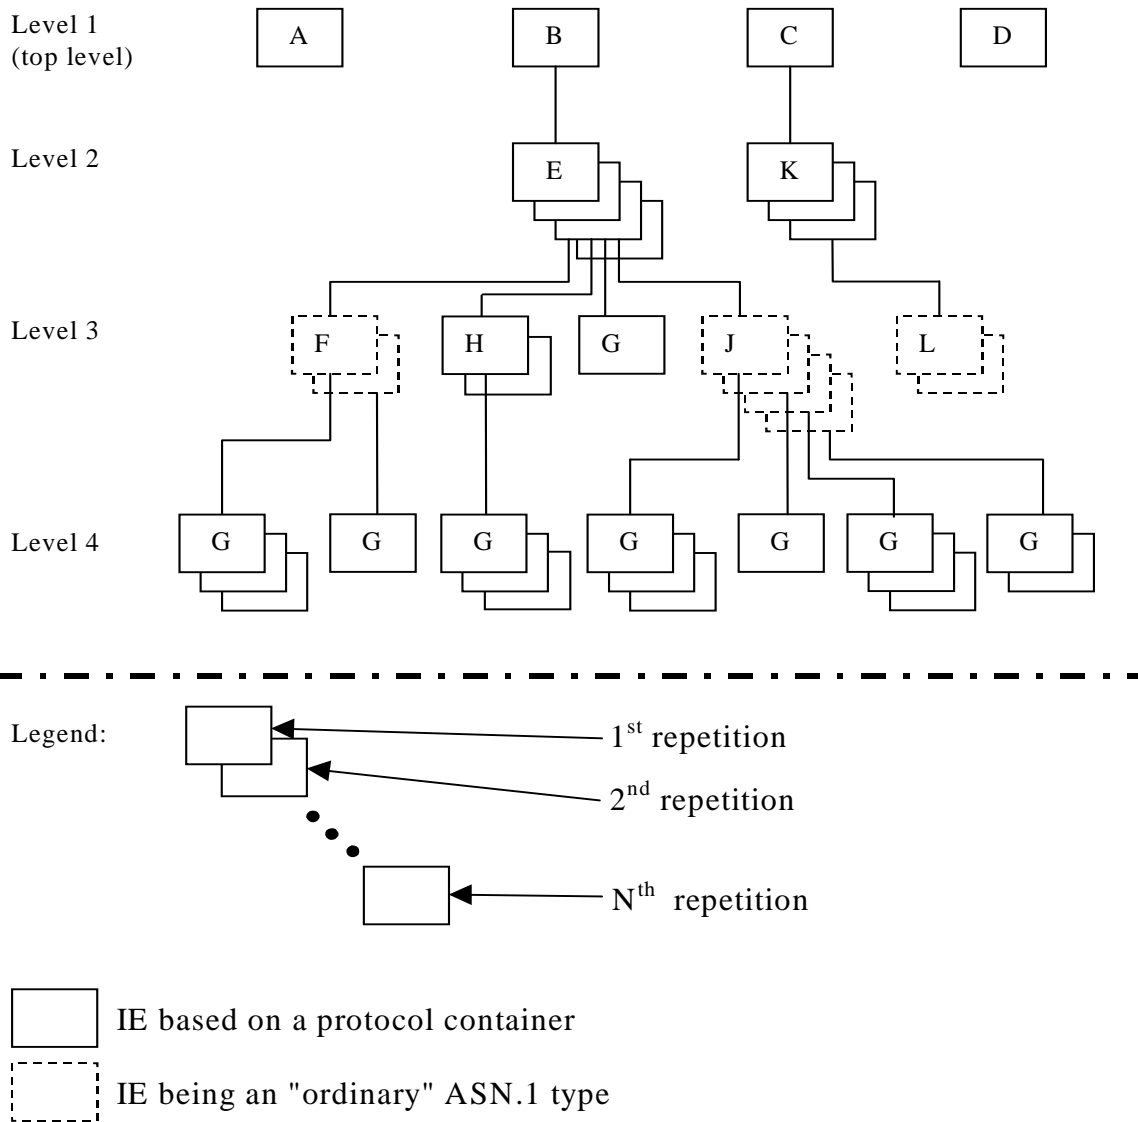 Level 1
(top level)
A B C D
Level 2
E K
Level 3
F H G J L
Level 4
G G G G G G G
Legend:
1st repetition
2nd repetition
Nth repetition
IE based on a protocol container
IE being an "ordinary" ASN.1 type